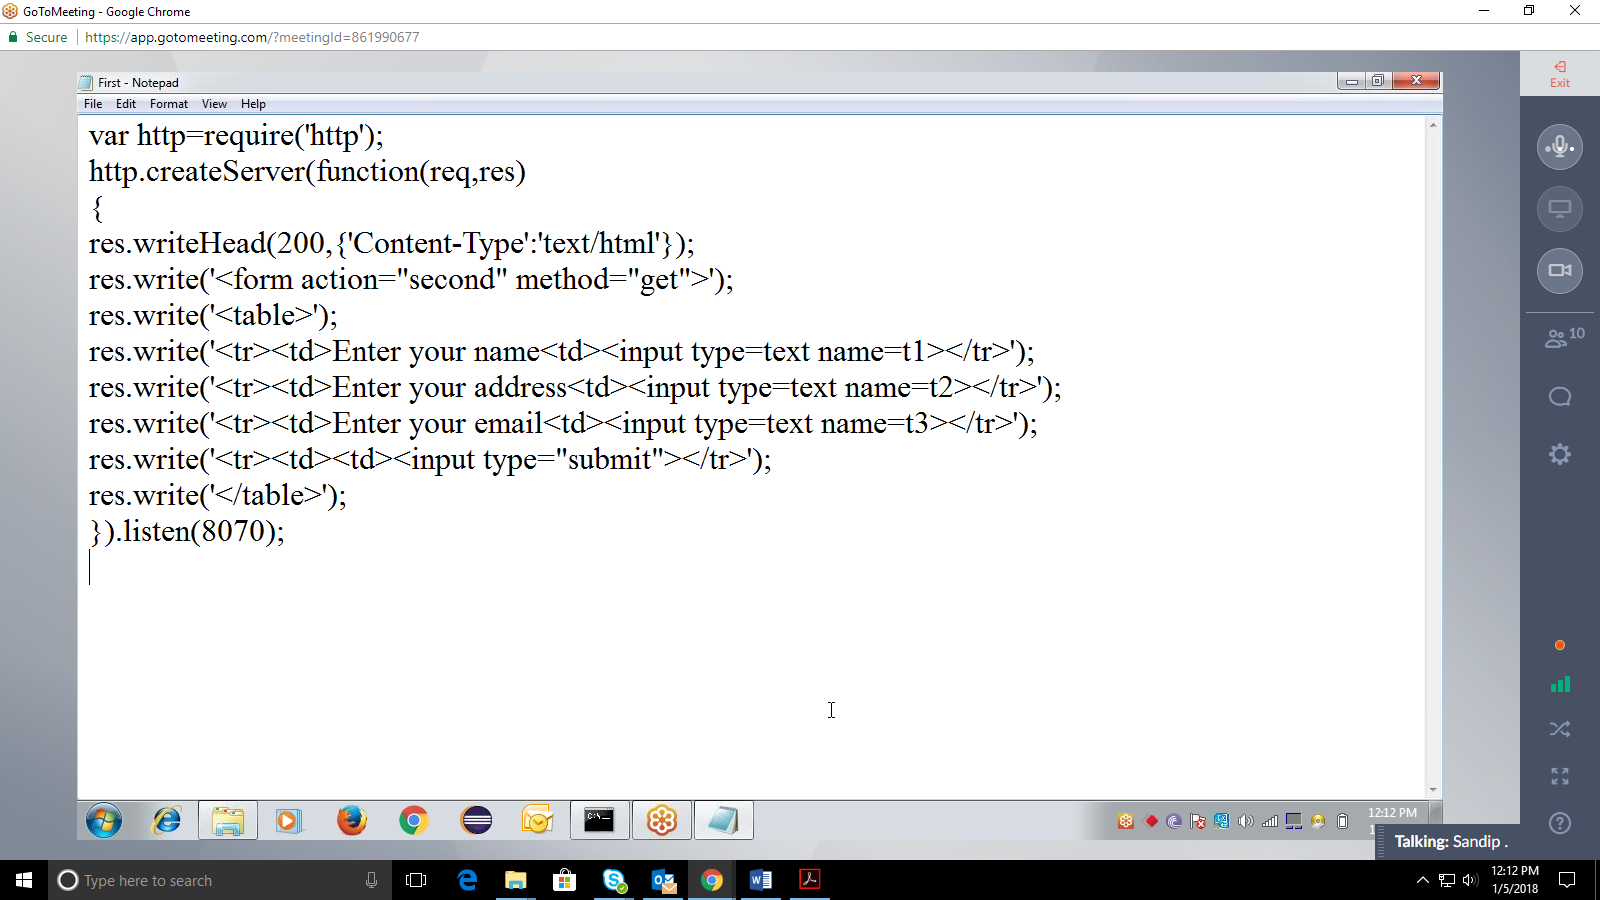 GoToMeeting - Google Chrome
Secure https://app.gotomeeting.com/?meetingId=861990677
Exit
First - Notepad
File Edit Format View Help
var http=require('http');
http.createServer(function(req,res)
{
res.writeHead(200,{'Content-Type':'text/html'});
res.write('<form action="second" method="get">');
res.write('<table>');
res.write('<tr><td>Enter your name<td><input type=text name=t1></tr>');
res.write('<tr><td>Enter your address<td><input type=text name=t2></tr>');
res.write('<tr><td>Enter your email<td><input type=text name=t3></tr>');
res.write('<tr><td><td><input type="submit"></tr>');
res.write('</table>');
}).listen(8070);
10
12:12 PM
Talking: Sandip .
Type here to search
12:12 PM
1/5/2018